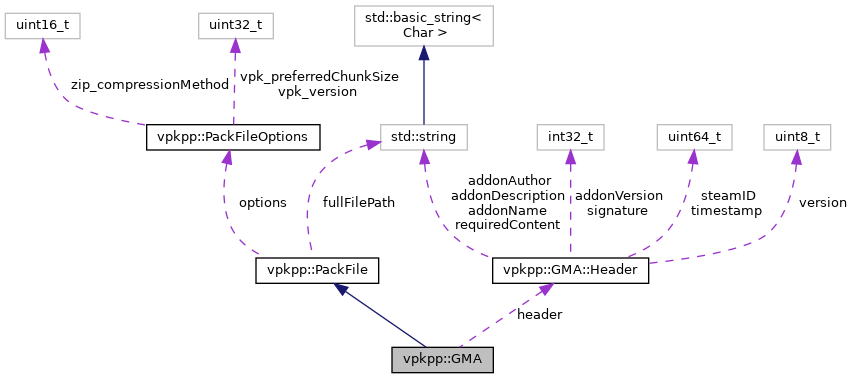 std::basic_string<
Char >
uint16_t
uint32_t
zip_compressionMethod
vpk_preferredChunkSize
vpk_version
vpkpp::PackFileOptions
std::string
int32_t
uint64_t
uint8_t
options
fullFilePath
addonAuthor
addonDescription
addonName
requiredContent
addonVersion
signature
steamID
timestamp
version
vpkpp::PackFile
vpkpp::GMA::Header
header
vpkpp::GMA